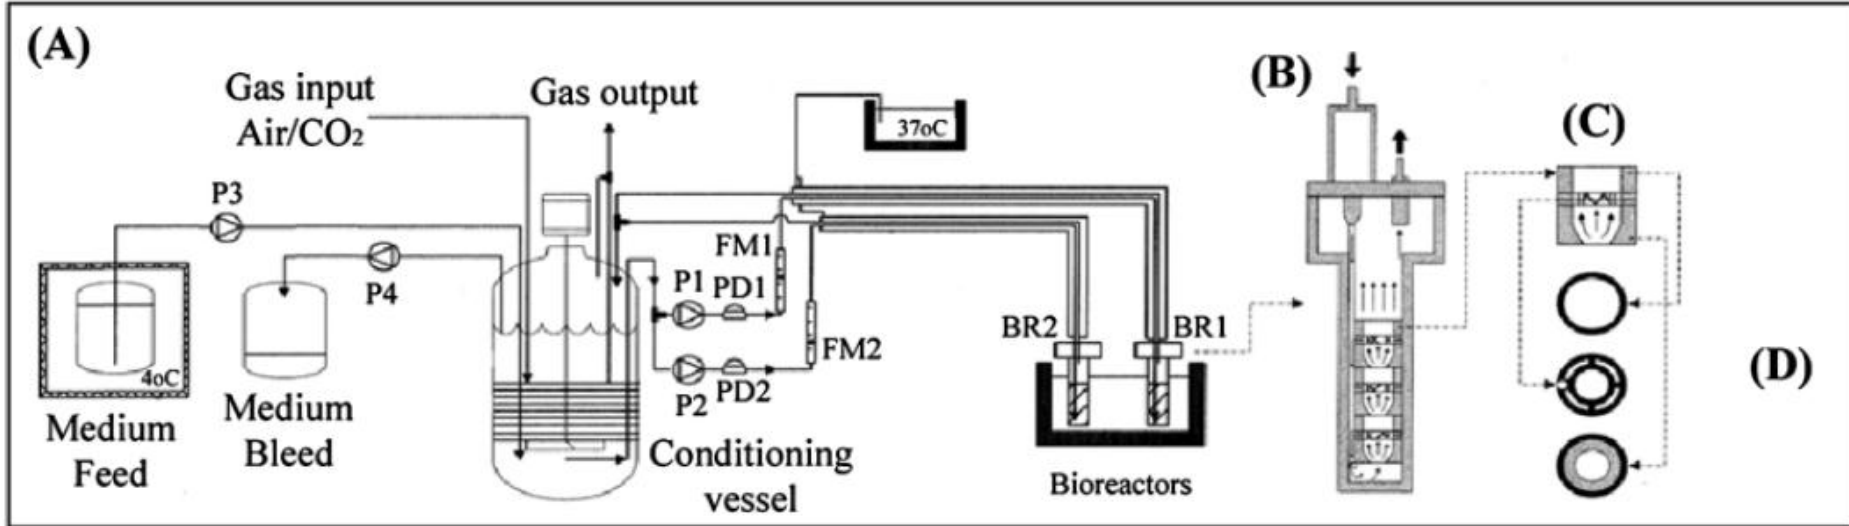 (A)
Gas input
Air/CO2
Gas output
37oC
P3
P4
4oC
Medium
Feed
Medium
Bleed
FM1
P1 PD1
FM2
P2 PD2
Conditioning
vessel
BR2
BR1
Bioreactors
(B)
(C)
(D)